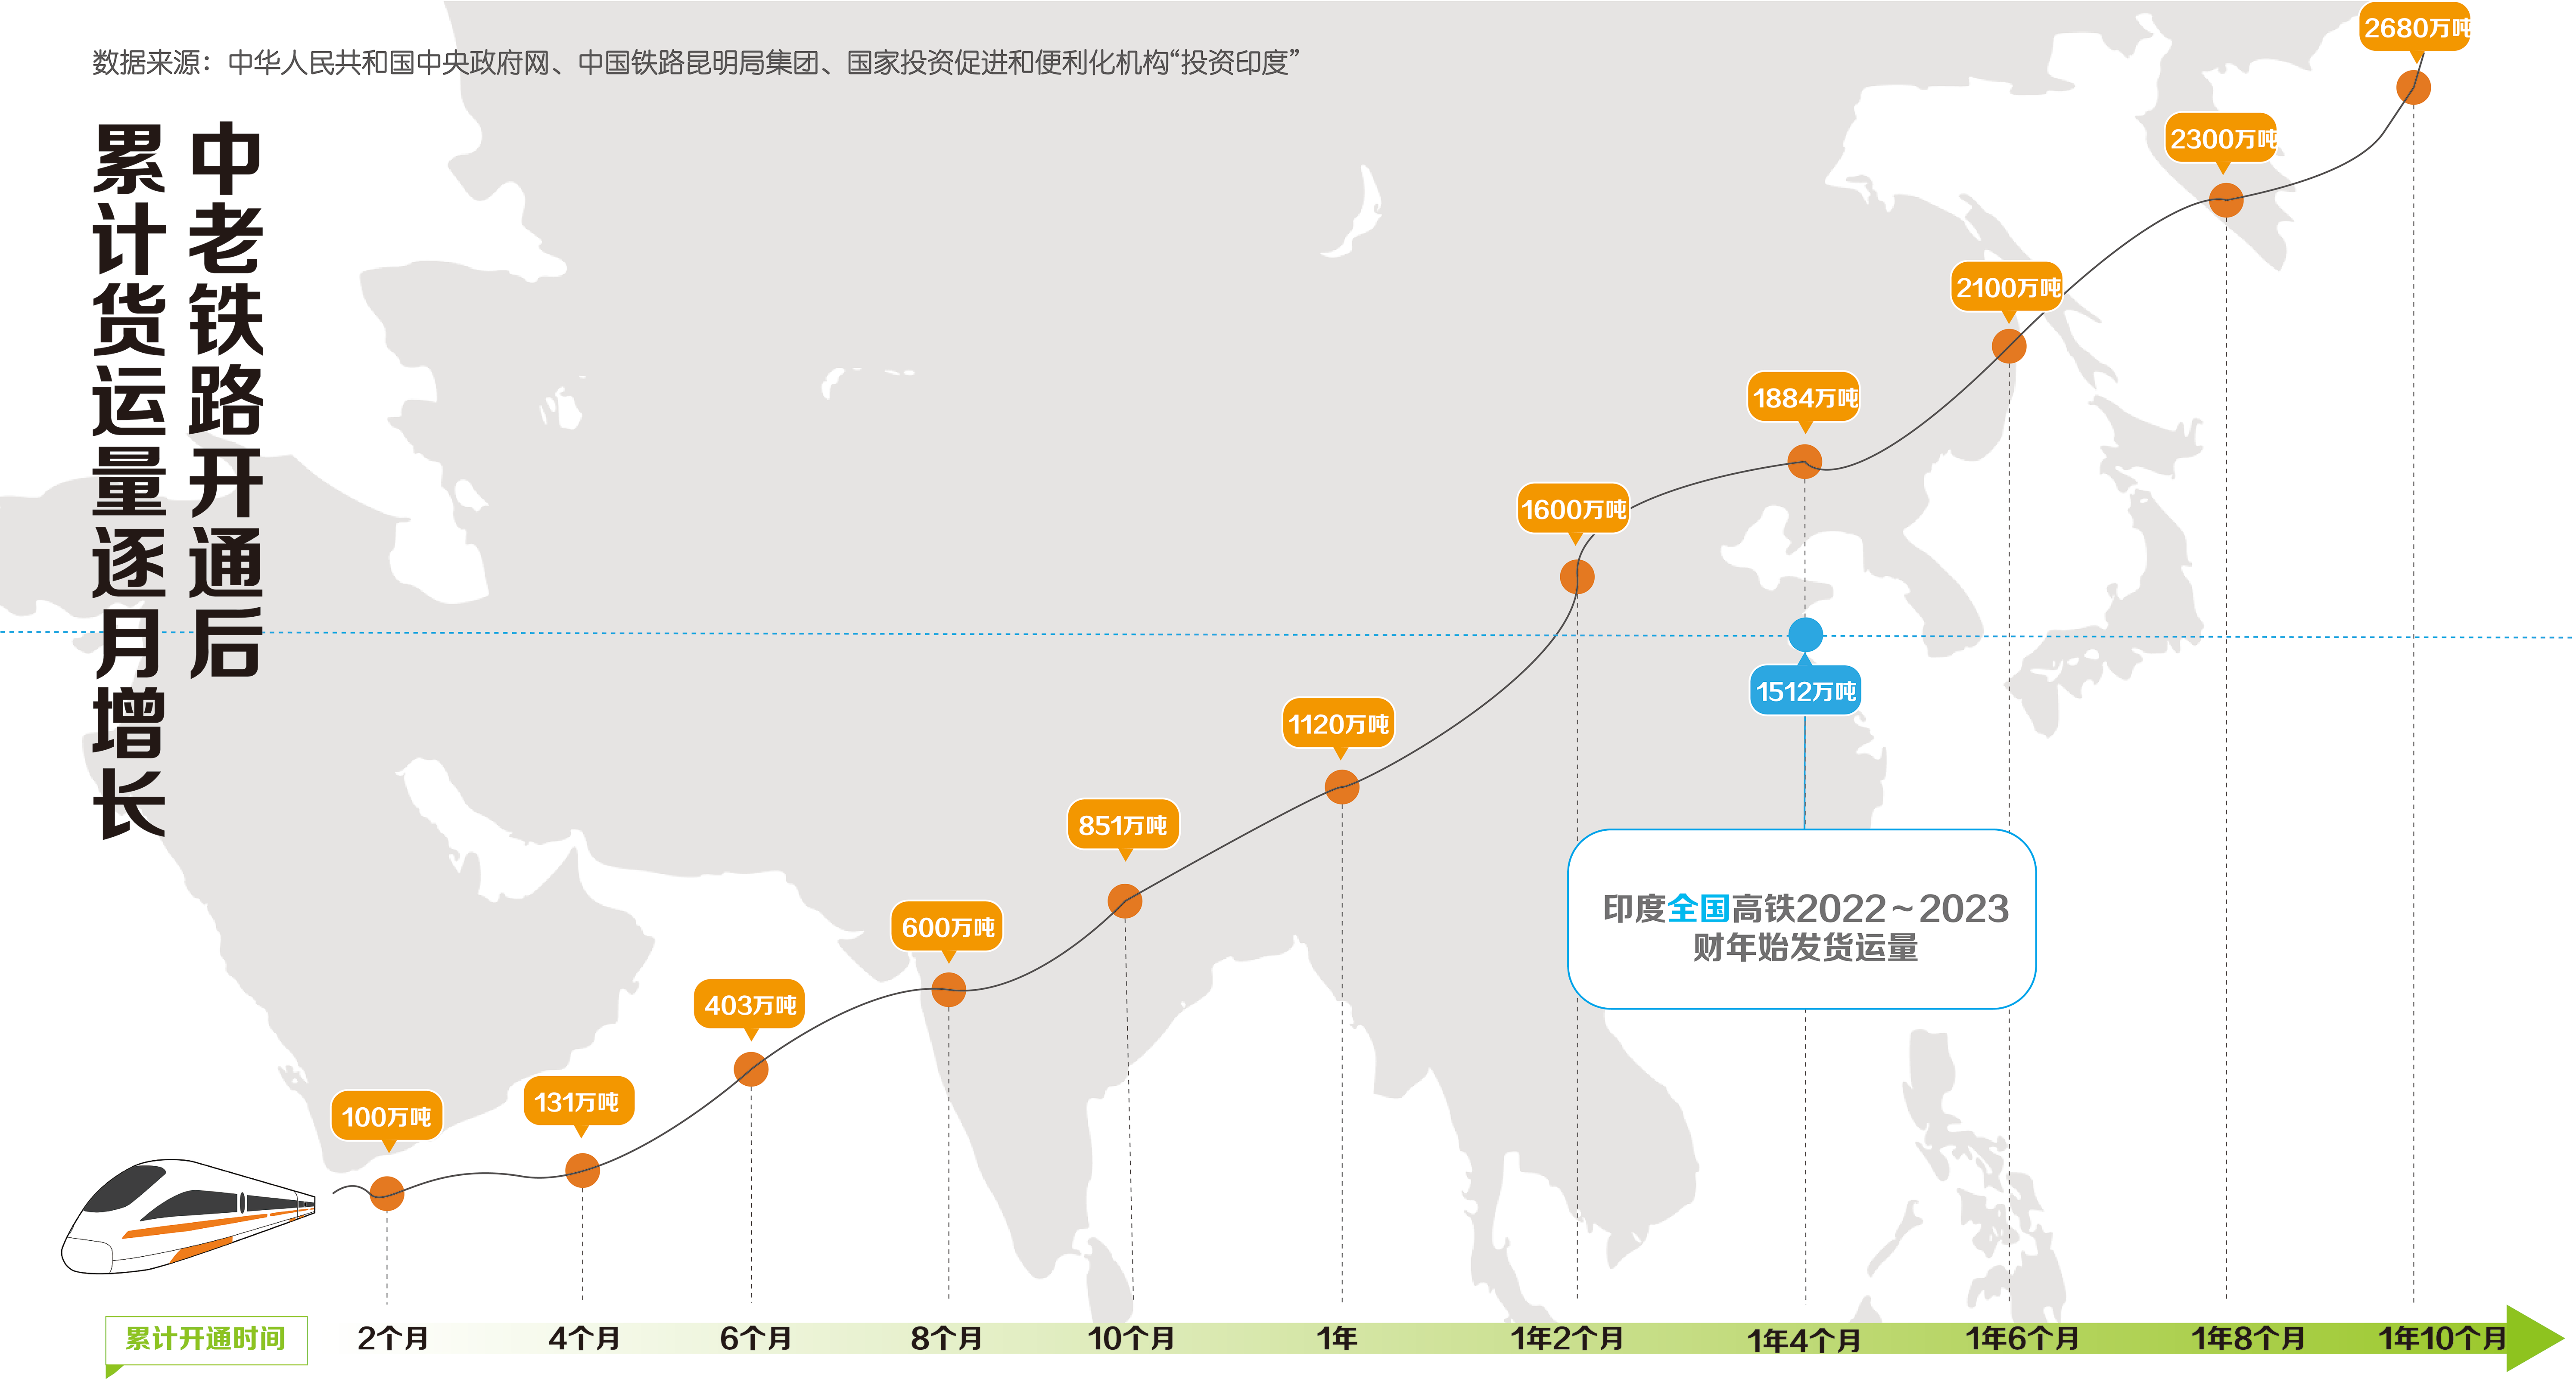 数据来源：中华人民共和国中央政府网、中国铁路昆明局集团、国家投资促进和便利化机构“投资印度”
中老铁路开通后
累计货运量逐月增长
2680万吨
2300万吨
2100万吨
1884万吨
1600万吨
1512万吨
1120万吨
851万吨
600万吨
403万吨
131万吨
100万吨
印度全国高铁2022～2023
财年始发货运量
累计开通时间
2个月
4个月
6个月
8个月
10个月
1年
1年2个月
1年4个月
1年6个月
1年8个月
1年10个月